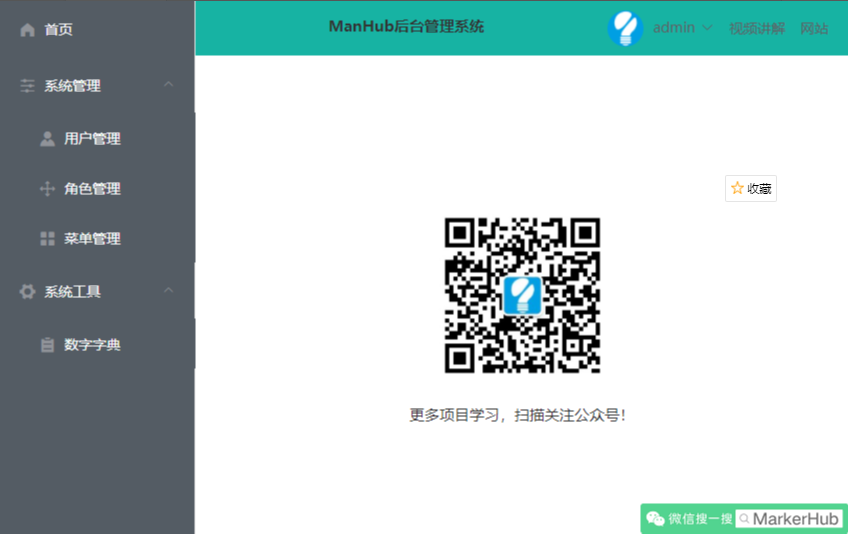 首页
系统管理
用户管理
角色管理
菜单管理
系统工具
数字字典
ManHub后台管理系统
admin
视频讲解
网站
收藏
更多项目学习，扫描关注公众号！
微信搜一搜
MarkerHub